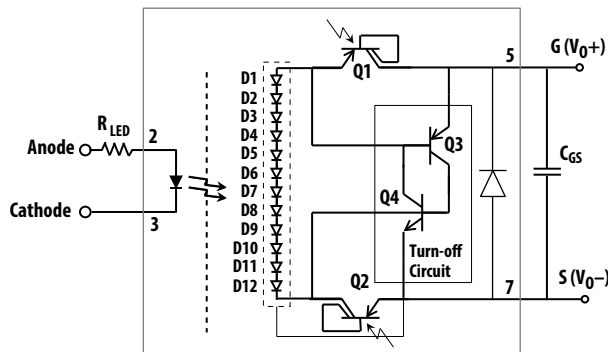 5
G (V0+)
Q1
D1
D2
D3
D4
D5
D6
D7
D8
D9
D10
D11
D12
R LED
2
Anode
Cathode
3
Q3
Q4
CGS
Turn-off
Circuit
Q2
7
S (V0–)